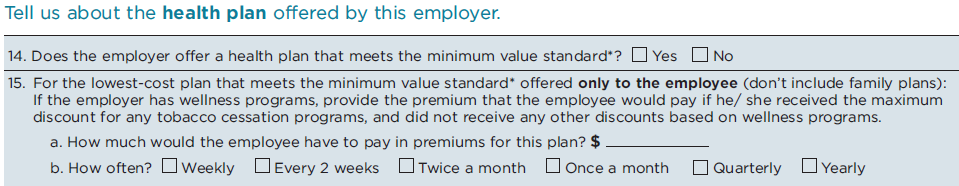 Tell us about the health plan offered by this employer.
14. Does the employer offer a health plan that meets the minimum value standard*? □ Yes □ No
15. For the lowest-cost plan that meets the minimum value standard* offered only to the employee (don't include family plans):
If the employer has wellness programs, provide the premium that the employee would pay if he/ she received the maximum
discount for any tobacco cessation programs, and did not receive any other discounts based on wellness programs.
a. How much would the employee have to pay in premiums for this plan? $ ____________
b. How often? □ Weekly □ Every 2 weeks □ Twice a month □ Once a month □ Quarterly □ Yearly